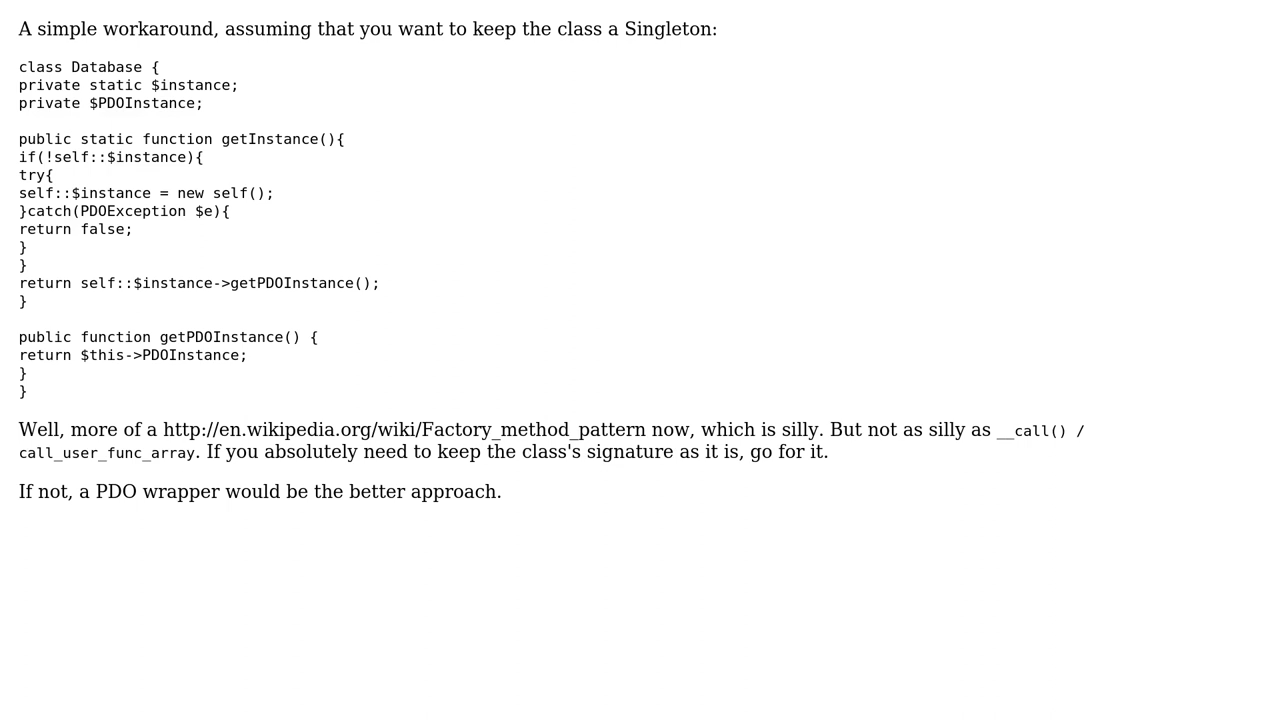 A simple workaround, assuming that you want to keep the class a Singleton:
class Database {
private static $instance;
private $PDOInstance;
public static function getInstance(){
if(!self::$instance){
try{
self::$instance = new self();
}catch(PDOException $e){
return false;
}
}
return self::$instance->getPDOInstance();
}
public function getPDOInstance() {
return $this->PDOInstance;
}
}
Well, more of a http://en.wikipedia.org/wiki/Factory_method_pattern now, which is silly. But not as silly as __call() /
call_user_func_array. If you absolutely need to keep the class's signature as it is, go for it.
If not, a PDO wrapper would be the better approach.